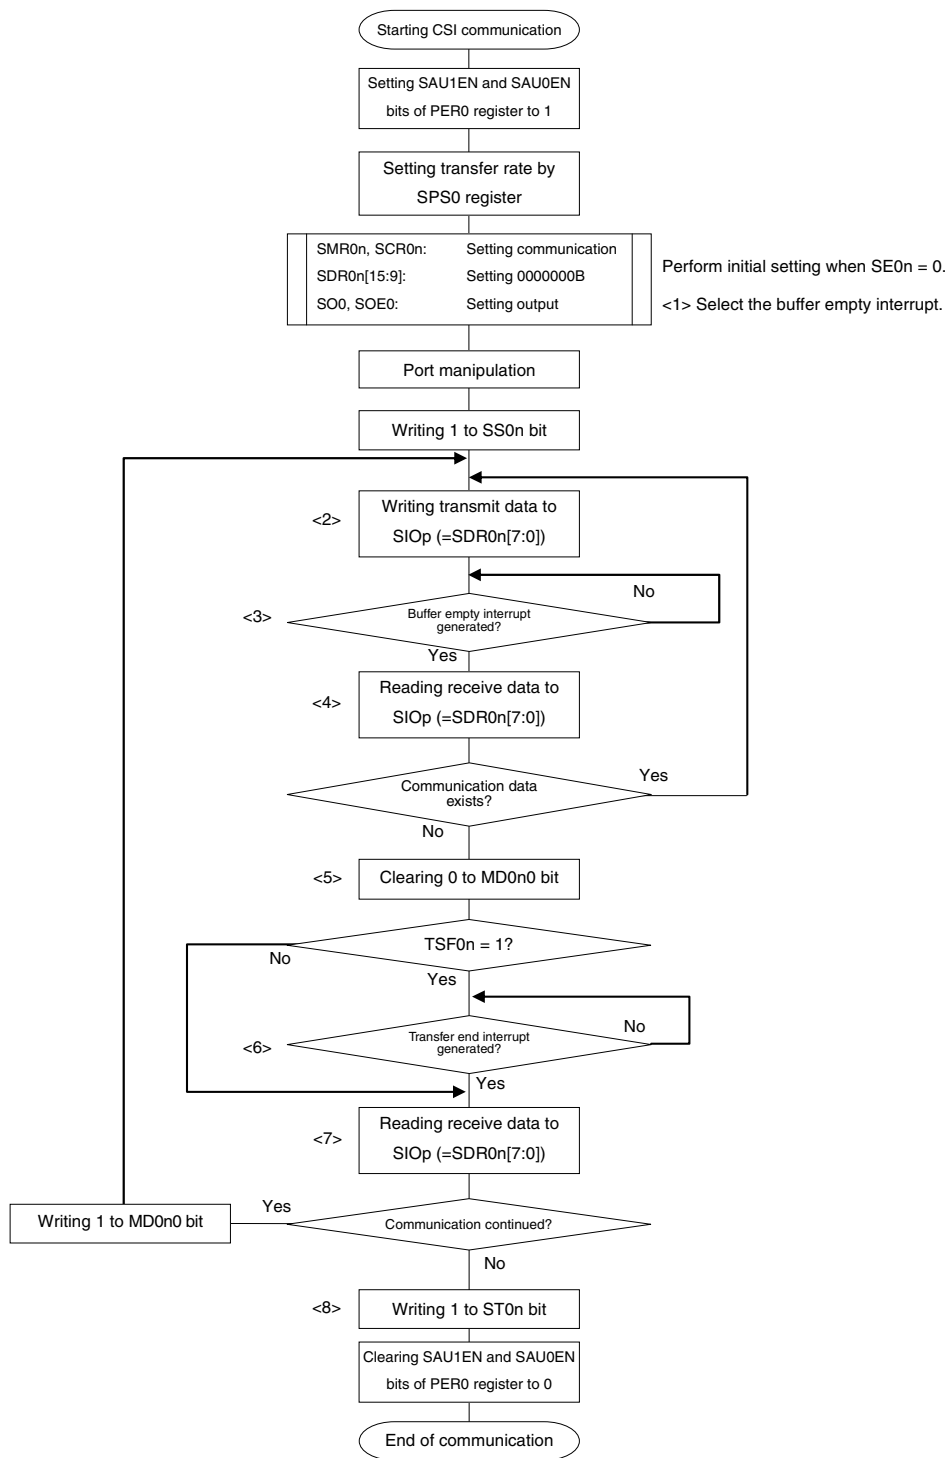 Starting CSI communication
Setting SAU1EN and SAU0EN
bits of PER0 register to 1
Setting transfer rate by
SPS0 register
SMR0n, SCR0n: Setting communication
SDR0n[15:9]: Setting 0000000B
SO0, SOE0: Setting output
Perform initial setting when SE0n = 0.
<1> Select the buffer empty interrupt.
Port manipulation
Writing 1 to SS0n bit
<2>
Writing transmit data to
SIOp (=SDR0n[7:0])
No
<3>
Buffer empty interrupt
generated?
Yes
<4>
Reading receive data to
SIOp (=SDR0n[7:0])
Yes
Communication data
exists?
No
<5>
Clearing 0 to MD0n0 bit
TSF0n = 1?
No
Yes
No
<6>
Transfer end interrupt
generated?
Yes
<7>
Reading receive data to
SIOp (=SDR0n[7:0])
Yes
Writing 1 to MD0n0 bit
Communication continued?
No
<8>
Writing 1 to ST0n bit
Clearing SAU1EN and SAU0EN
bits of PER0 register to 0
End of communication